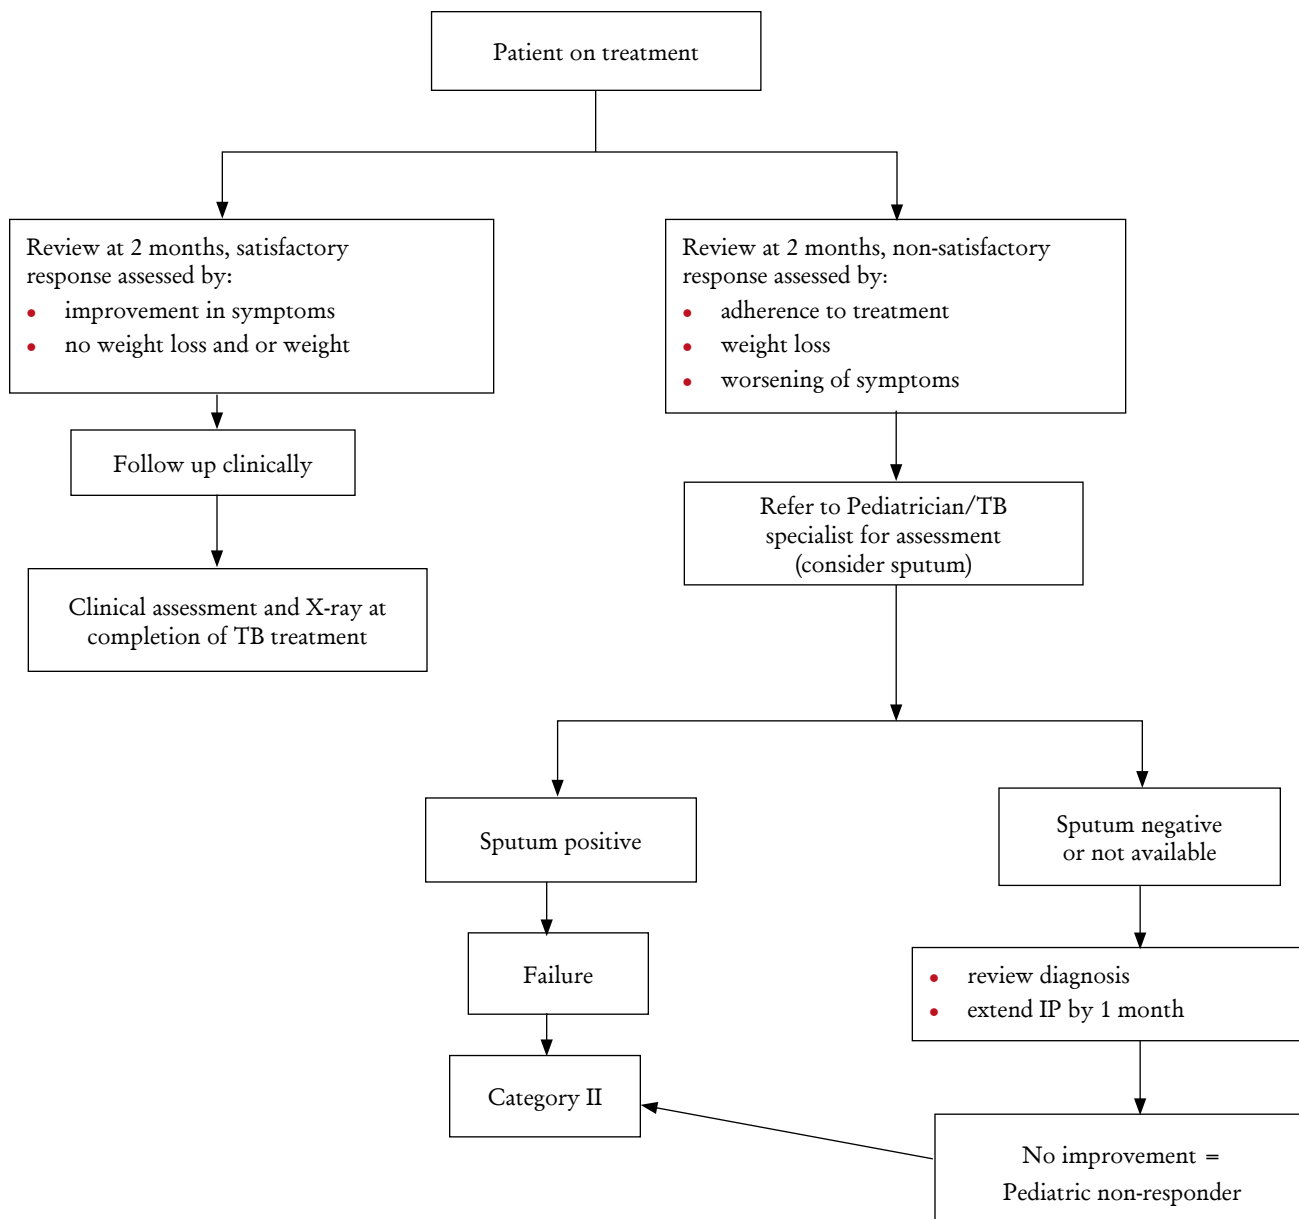 Patient on treatment
Review at 2 months, satisfactory
response assessed by:
• improvement in symptoms
• no weight loss and or weight
Follow up clinically
Clinical assessment and X-ray at
completion of TB treatment
Review at 2 months, non-satisfactory
response assessed by:
• adherence to treatment
• weight loss
• worsening of symptoms
Refer to Pediatrician/TB
specialist for assessment
(consider sputum)
Sputum positive
Failure
Category II
Sputum negative
or not available
• review diagnosis
• extend IP by 1 month
No improvement =
Pediatric non-responder